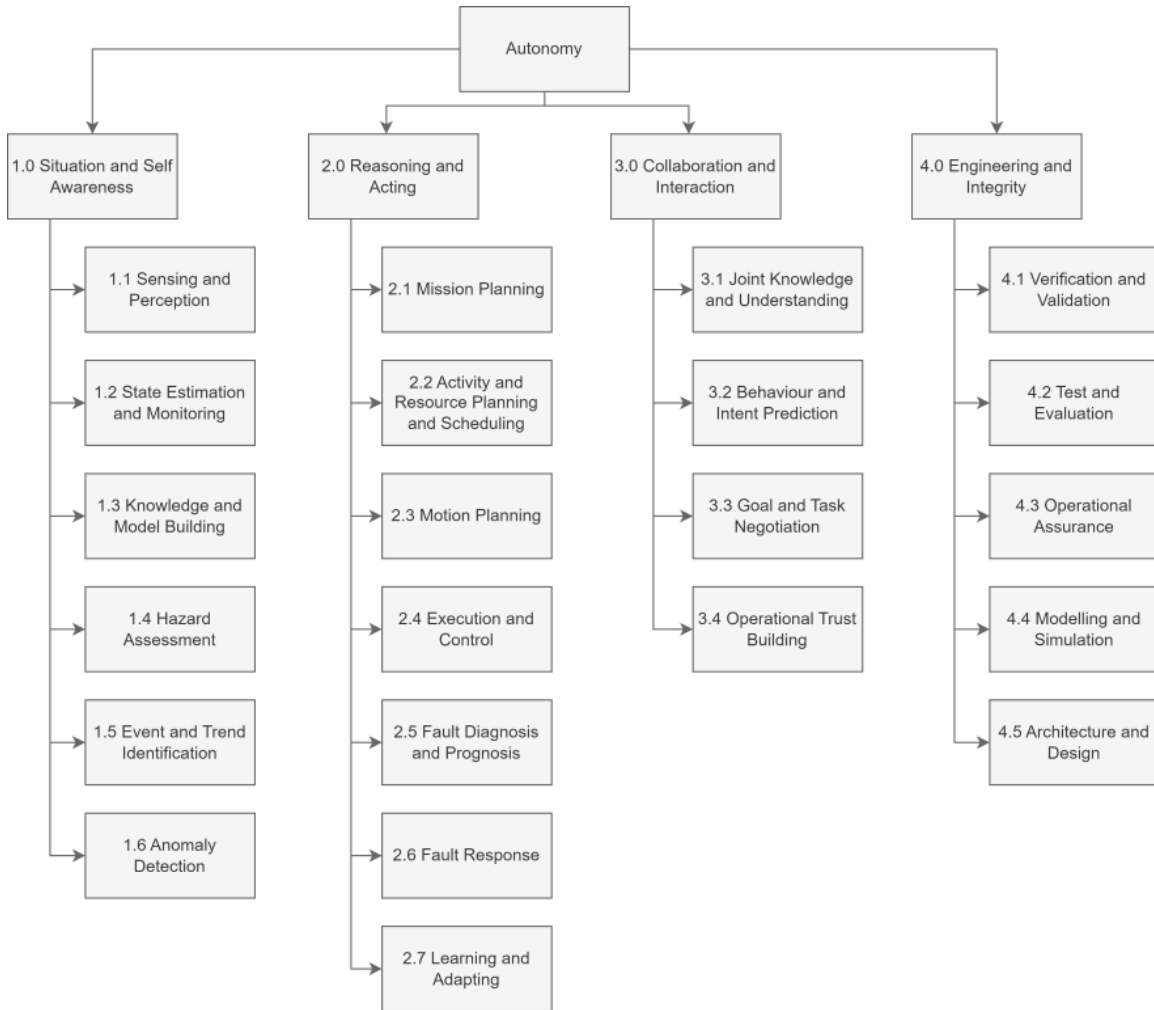 Autonomy
1.0 Situation and Self
Awareness
2.0 Reasoning and
Acting
3.0 Collaboration and
Interaction
4.0 Engineering and
Integrity
1.1 Sensing and
Perception
1.2 State Estimation
and Monitoring
1.3 Knowledge and
Model Building
1.4 Hazard
Assessment
1.5 Event and Trend
Identification
1.6 Anomaly
Detection
2.1 Mission Planning
2.2 Activity and
Resource Planning
and Scheduling
2.3 Motion Planning
2.4 Execution and
Control
2.5 Fault Diagnosis
and Prognosis
2.6 Fault Response
2.7 Learning and
Adapting
3.1 Joint Knowledge
and Understanding
3.2 Behaviour and
Intent Prediction
3.3 Goal and Task
Negotiation
3.4 Operational Trust
Building
4.1 Verification and
Validation
4.2 Test and
Evaluation
4.3 Operational
Assurance
4.4 Modelling and
Simulation
4.5 Architecture and
Design